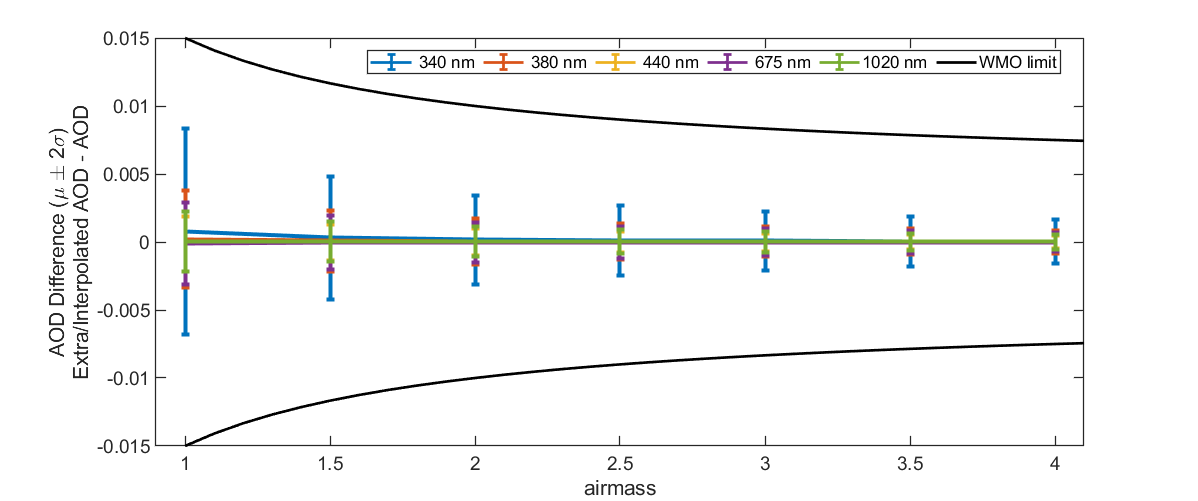 0.015
0.01
0.005
0
-0.005
-0.01
-0.015
AOD Difference (μ ± 2σ)
Extra/Interpolated AOD - AOD
340 nm 380 nm 440 nm 675 nm 1020 nm WMO limit
1 1.5 2 2.5 3 3.5 4
airmass